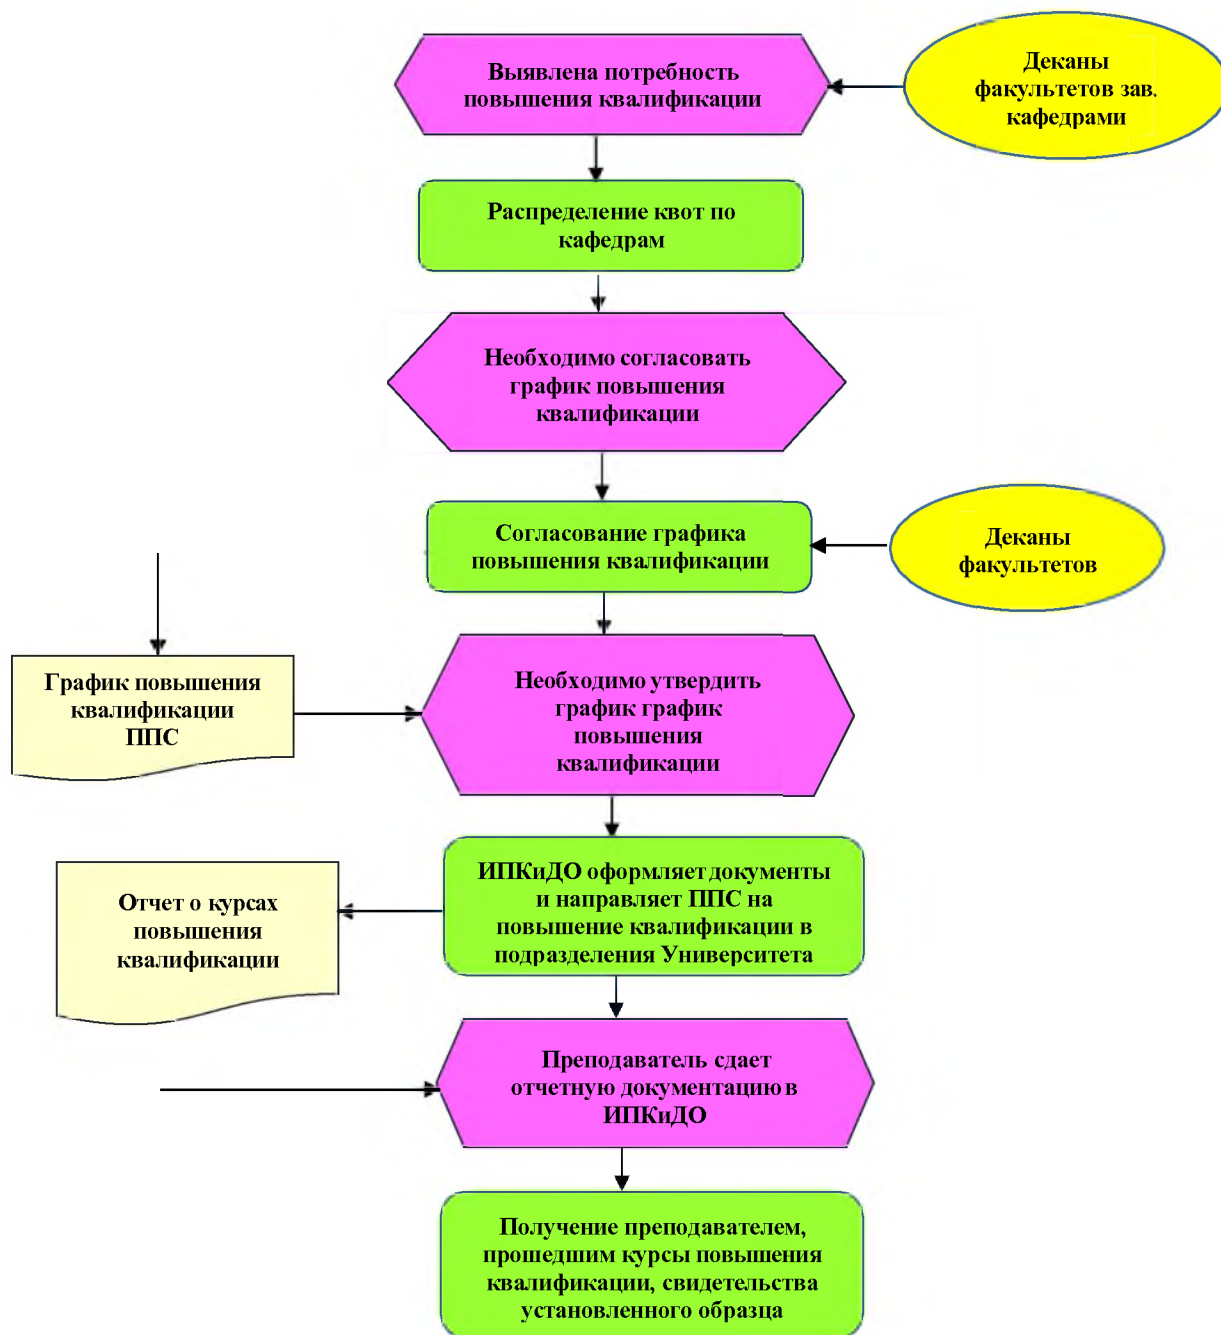 Выявлена потребность
повышения квалификации
Деканы
факультетов зав.
кафедрами
Распределение квот по
кафедрам
Необходимо согласовать
график повышения
квалификации
Согласование графика
повышения квалификации
Деканы
факультетов
График повышения
квалификации
ППС
Необходимо утвердить
график график
повышения
квалификации
ИПКиДО оформляет документы
и направляет ППС на
повышение квалификации в
подразделения Университета
Отчет о курсах
повышения
квалификации
Преподаватель сдает
отчетную документацию в
ИПКиДО
Получение преподавателем,
прошедшим курсы повышения
квалификации, свидетельства
установленного образца